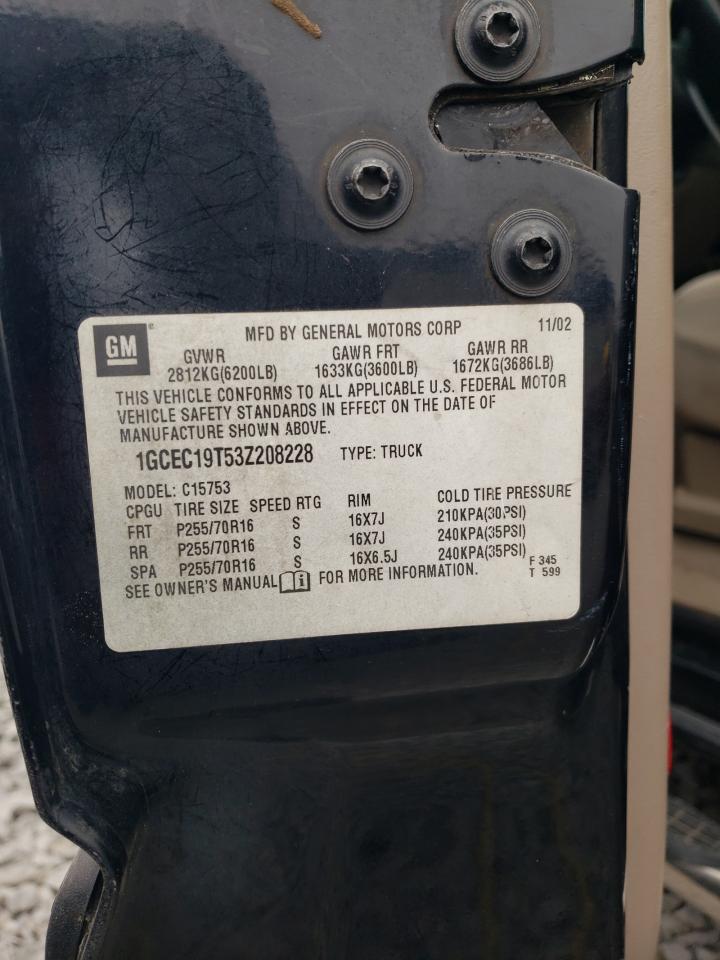 GM®
MFD BY GENERAL MOTORS CORP 11/02
GVWR GAWR FRT GAWR RR
2812KG(6200LB) 1633KG(3600LB) 1672KG(3686LB)
THIS VEHICLE CONFORMS TO ALL APPLICABLE U.S. FEDERAL MOTOR
VEHICLE SAFETY STANDARDS IN EFFECT ON THE DATE OF
MANUFACTURE SHOWN ABOVE.
1GCEC19T53Z208228 TYPE: TRUCK
MODEL: C15753
CPGU TIRE SIZE SPEED RTG RIM COLD TIRE PRESSURE
FRT P255/70R16 S 16X7J 210KPA(30PSI)
RR P255/70R16 S 16X7J 240KPA(35PSI)
SPA P255/70R16 S 16X6.5J 240KPA(35PSI)
SEE OWNER'S MANUAL i FOR MORE INFORMATION.
F 345
T 599